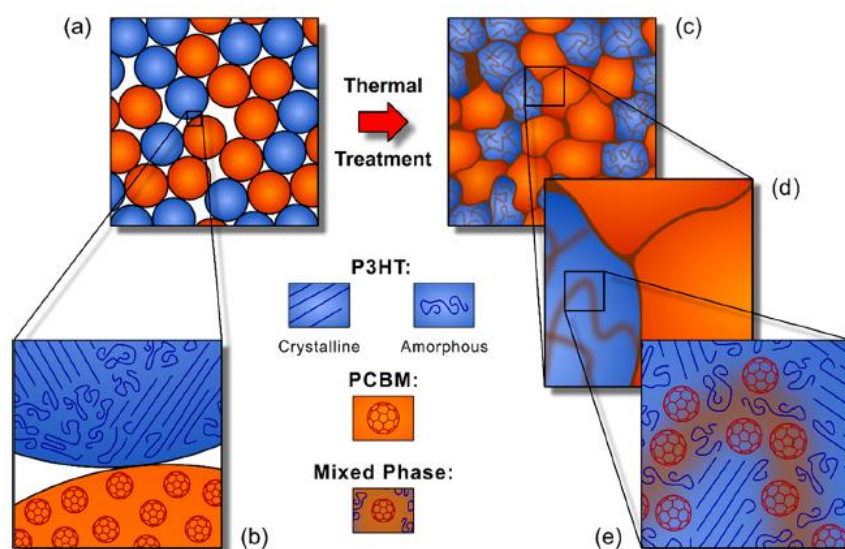 (a)
(c)
Thermal
Treatment
(d)
P3HT:
Crystalline
Amorphous
PCBM:
Mixed Phase:
(b)
(e)